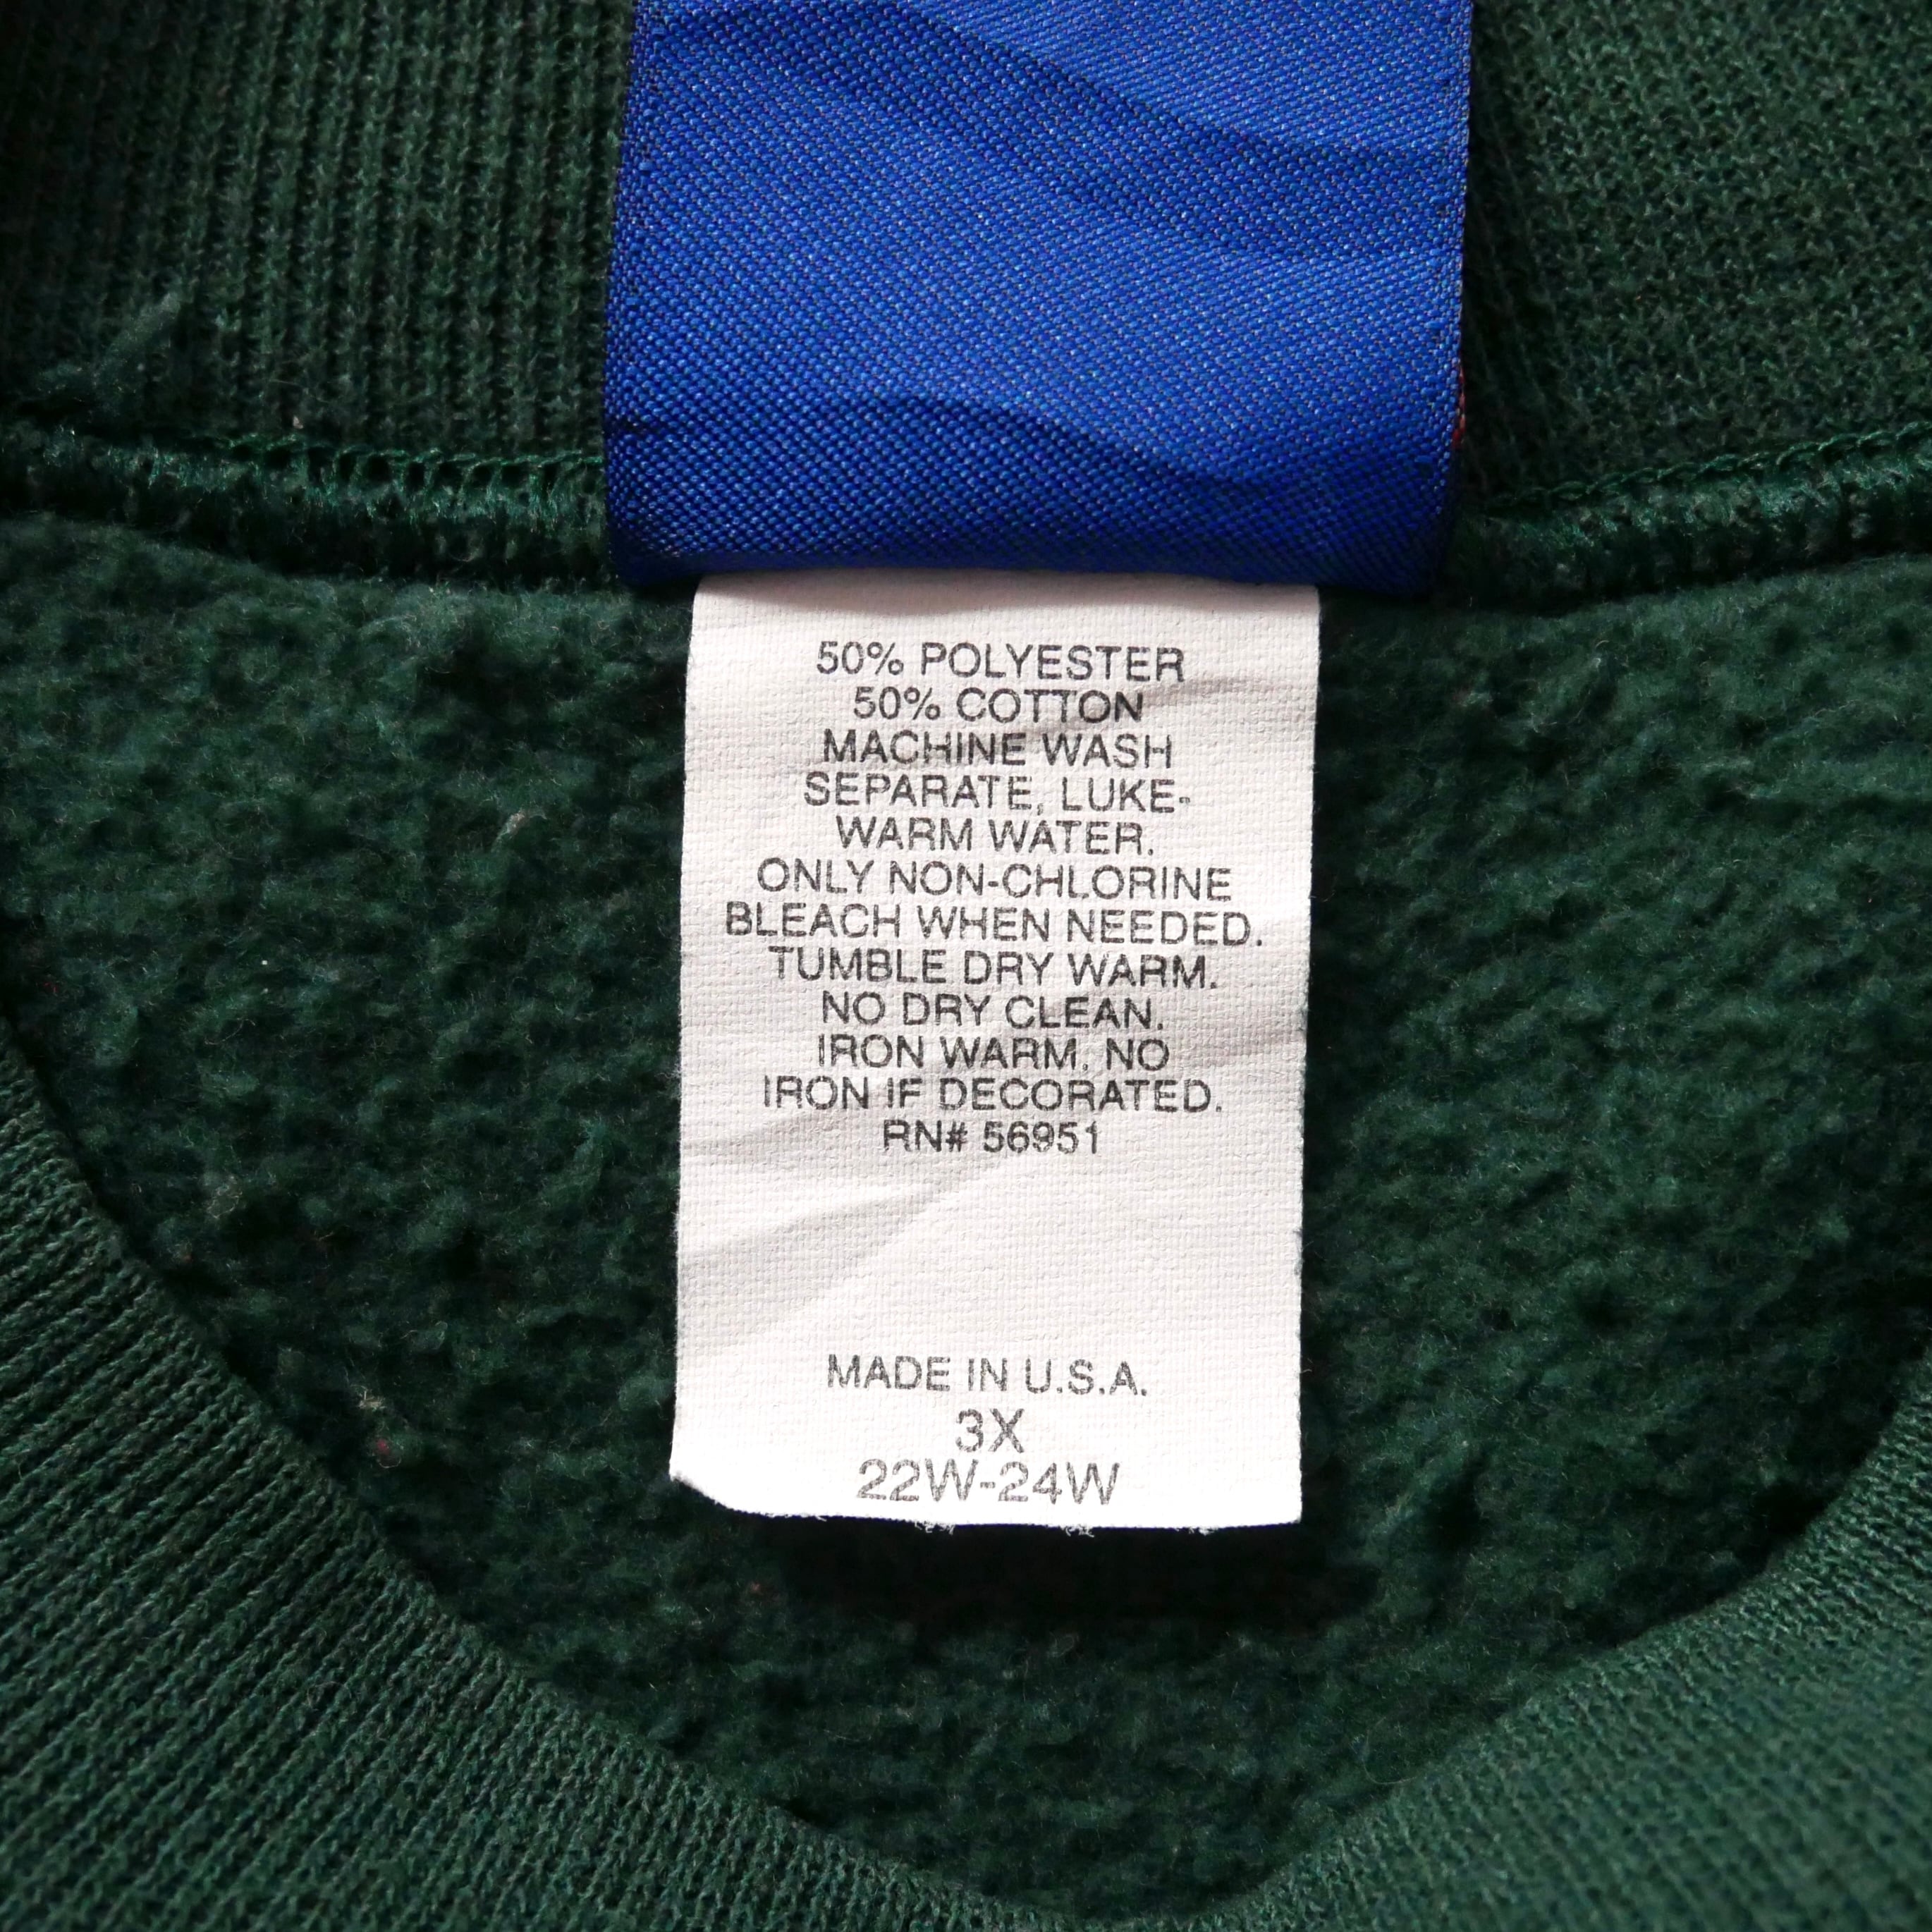 50% POLYESTER
50% COTTON
MACHINE WASH
SEPARATE, LUKE-
WARM WATER.
ONLY NON-CHLORINE
BLEACH WHEN NEEDED.
TUMBLE DRY WARM.
NO DRY CLEAN.
IRON WARM. NO
IRON IF DECORATED.
RN# 56951
MADE IN U.S.A.
3X
22W-24W